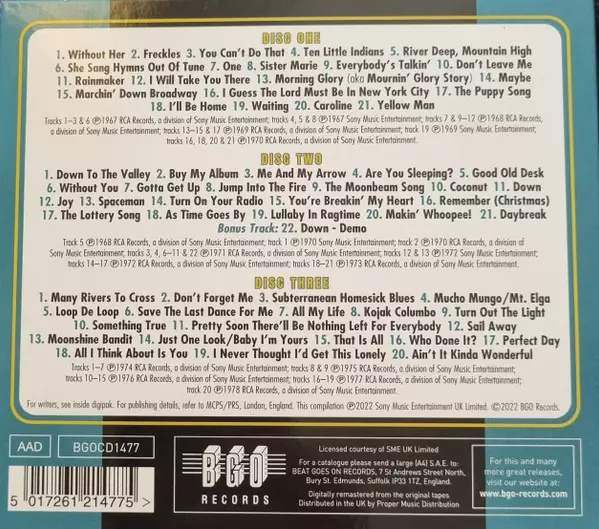 DISC ONE
1. Without Her 2. Freckles 3. You Can't Do That 4. Ten Little Indians 5. River Deep, Mountain High
6. She Sang Hymns Out Of Tune 7. One 8. Sister Marie 9. Everybody's Talkin' 10. Don't Leave Me
11. Rainmaker 12. I Will Take You There 13. Morning Glory (aka Mournin' Glory Story) 14. Maybe
15. Marchin' Down Broadway 16. I Guess The Lord Must Be In New York City 17. The Puppy Song
18. I'll Be Home 19. Waiting 20. Caroline 21. Yellow Man
Tracks 1–3 & 6 ℗1967 RCA Records, a division of Sony Music Entertainment; tracks 4, 5 & 8 ℗1967 Sony Music Entertainment; tracks 7 & 9–12 ℗1968 RCA Records,
a division of Sony Music Entertainment; tracks 13–15 & 17 ℗1969 RCA Records, a division of Sony Music Entertainment; track 19 ℗1969 Sony Music Entertainment;
tracks 16, 18, 20 & 21 ℗1970 RCA Records, a division of Sony Music Entertainment.
DISC TWO
1. Down To The Valley 2. Buy My Album 3. Me And My Arrow 4. Are You Sleeping? 5. Good Old Desk
6. Without You 7. Gotta Get Up 8. Jump Into The Fire 9. The Moonbeam Song 10. Coconut 11. Down
12. Joy 13. Spaceman 14. Turn On Your Radio 15. You're Breakin' My Heart 16. Remember (Christmas)
17. The Lottery Song 18. As Time Goes By 19. Lullaby In Ragtime 20. Makin' Whoopee! 21. Daybreak
Bonus Track: 22. Down - Demo
Track 5 ℗1968 RCA Records, a division of Sony Music Entertainment; track 1 ℗1970 Sony Music Entertainment; track 2 ℗1970 RCA Records, a division of
Sony Music Entertainment; tracks 3, 4, 6–11 & 22 ℗1971 RCA Records, a division of Sony Music Entertainment; tracks 12 & 13 ℗1972 Sony Music Entertainment;
tracks 14–17 ℗1972 RCA Records, a division of Sony Music Entertainment; tracks 18–21 ℗1973 RCA Records, a division of Sony Music Entertainment.
DISC THREE
1. Many Rivers To Cross 2. Don't Forget Me 3. Subterranean Homesick Blues 4. Mucho Mungo/Mt. Elga
5. Loop De Loop 6. Save The Last Dance For Me 7. All My Life 8. Kojak Columbo 9. Turn Out The Light
10. Something True 11. Pretty Soon There'll Be Nothing Left For Everybody 12. Sail Away
13. Moonshine Bandit 14. Just One Look/Baby I'm Yours 15. That Is All 16. Who Done It? 17. Perfect Day
18. All I Think About Is You 19. I Never Thought I'd Get This Lonely 20. Ain't It Kinda Wonderful
Tracks 1–7 ℗1974 RCA Records, a division of Sony Music Entertainment; tracks 8 & 9 ℗1975 RCA Records, a division of Sony Music Entertainment;
tracks 10–15 ℗1976 RCA Records, a division of Sony Music Entertainment; tracks 16–19 ℗1977 RCA Records, a division of Sony Music Entertainment;
track 20 ℗1978 RCA Records, a division of Sony Music Entertainment.
For writers, see inside digipak. For publishing details, refer to MCPS/PRS, London, England. This compilation ℗2022 Sony Music Entertainment UK Limited. ©2022 BGO Records.
AAD
BGOCD1477
5 017261 214775 >
BGO
RECORDS
Licensed courtesy of SME UK Limited
For a catalogue please send a large (A4) S.A.E. to:
BEAT GOES ON RECORDS, 7 St Andrews Street North,
Bury St. Edmunds, Suffolk IP33 1TZ, England.
Digitally remastered from the original tapes
Distributed in the UK by Proper Music Distribution
For this and many
more great releases,
visit our website at:
www.bgo-records.com